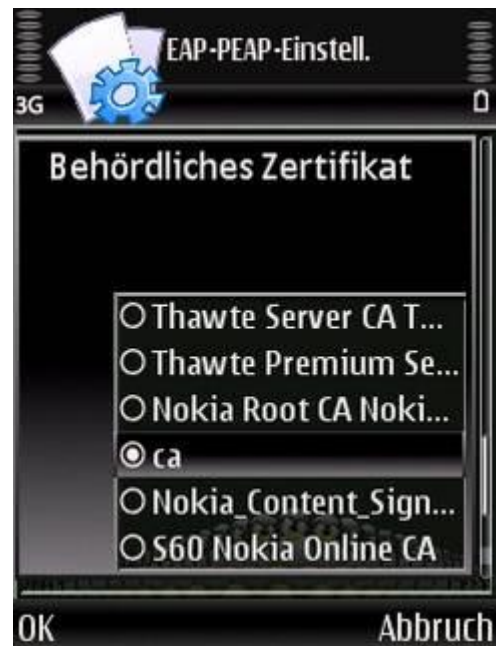 EAP-PEAP-Einstell.
3G
Behördliches Zertifikat
Thawte Server CA T...
Thawte Premium Se...
Nokia Root CA Noki...
ca
Nokia_Content_Sign...
S60 Nokia Online CA
OK Abbruch